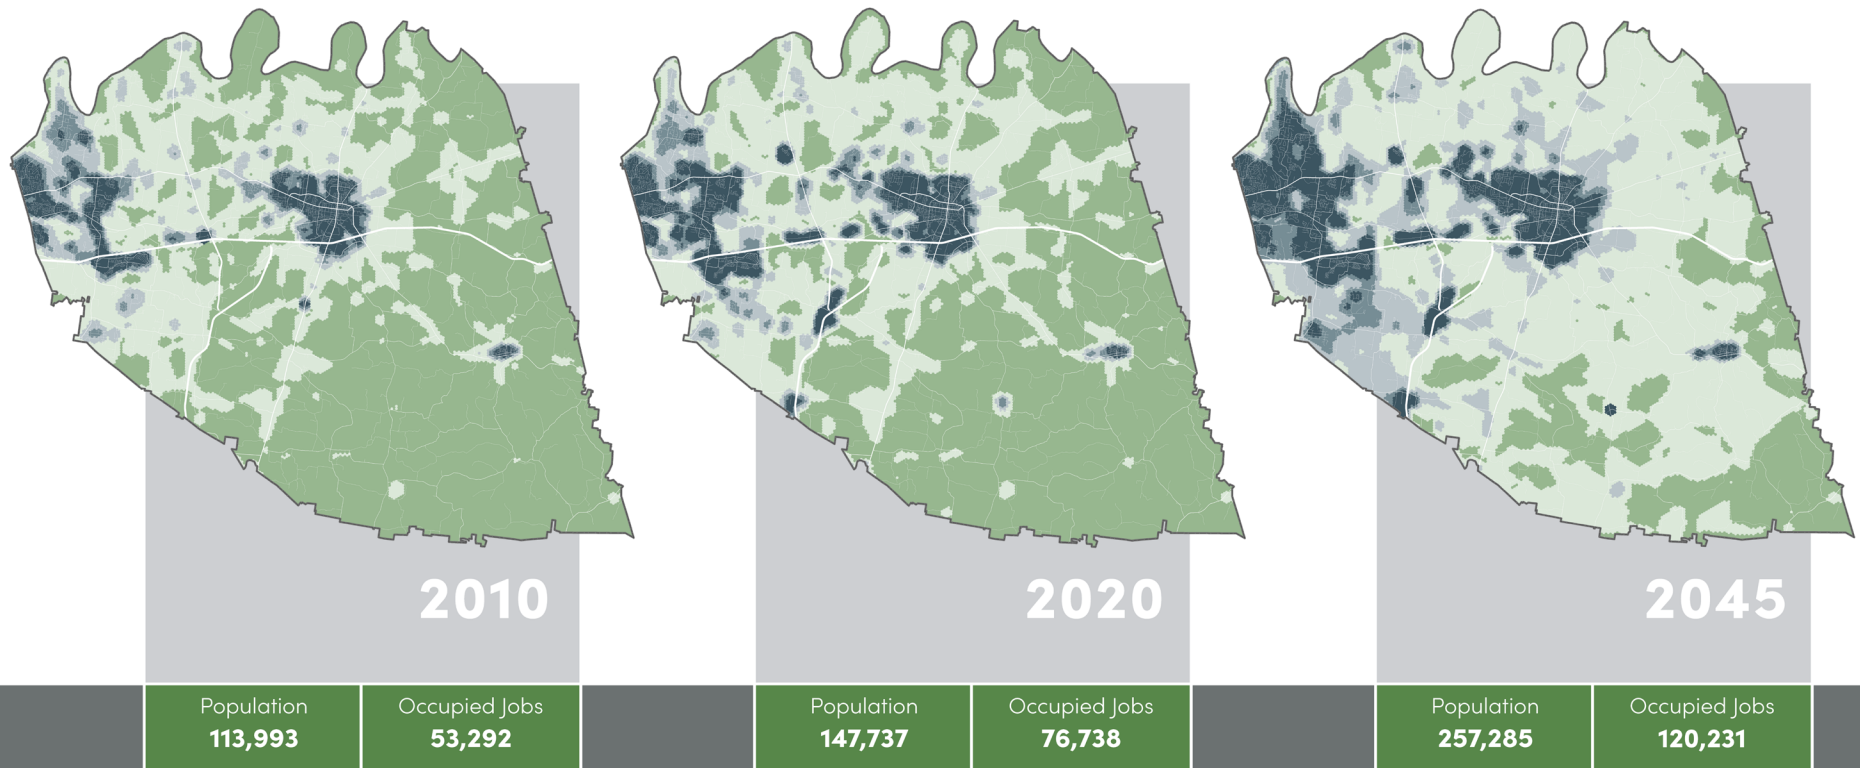 2010
2020
2045
Population
113,993
Occupied Jobs
53,292
Population
147,737
Occupied Jobs
76,738
Population
257,285
Occupied Jobs
120,231